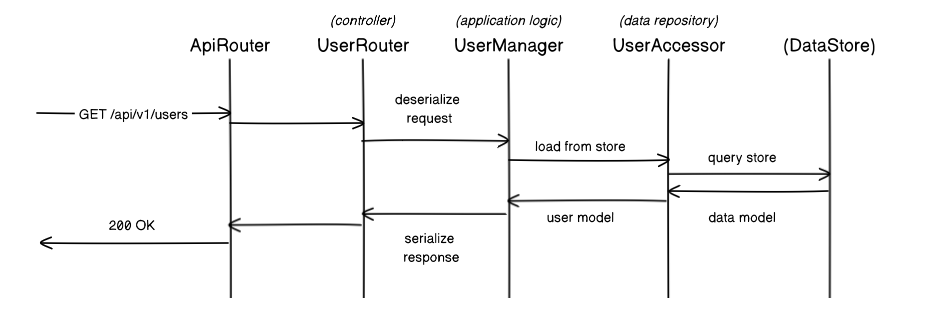 (controller)
(application logic)
(data repository)
ApiRouter
UserRouter
UserManager
UserAccessor
(DataStore)
GET /api/v1/users
deserialize
request
load from store
query store
200 OK
serialize
response
user model
data model